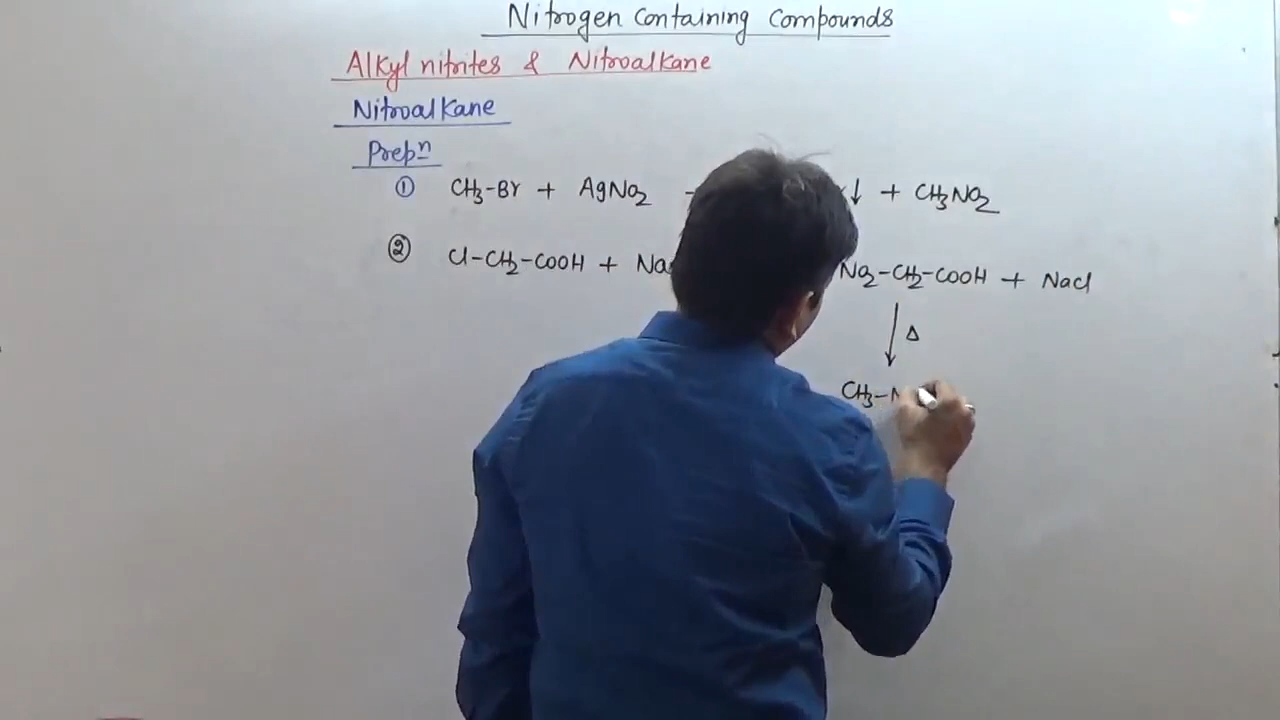 Nitrogen containing compounds
Alkyl nitrites & Nitroalkane
Nitroalkane
Prepn
① CH3-Br + AgNO2 ↓ + CH3NO2
② Cl-CH2-COOH + Na NO2-CH2-COOH + NaCl
Δ
CH3-N